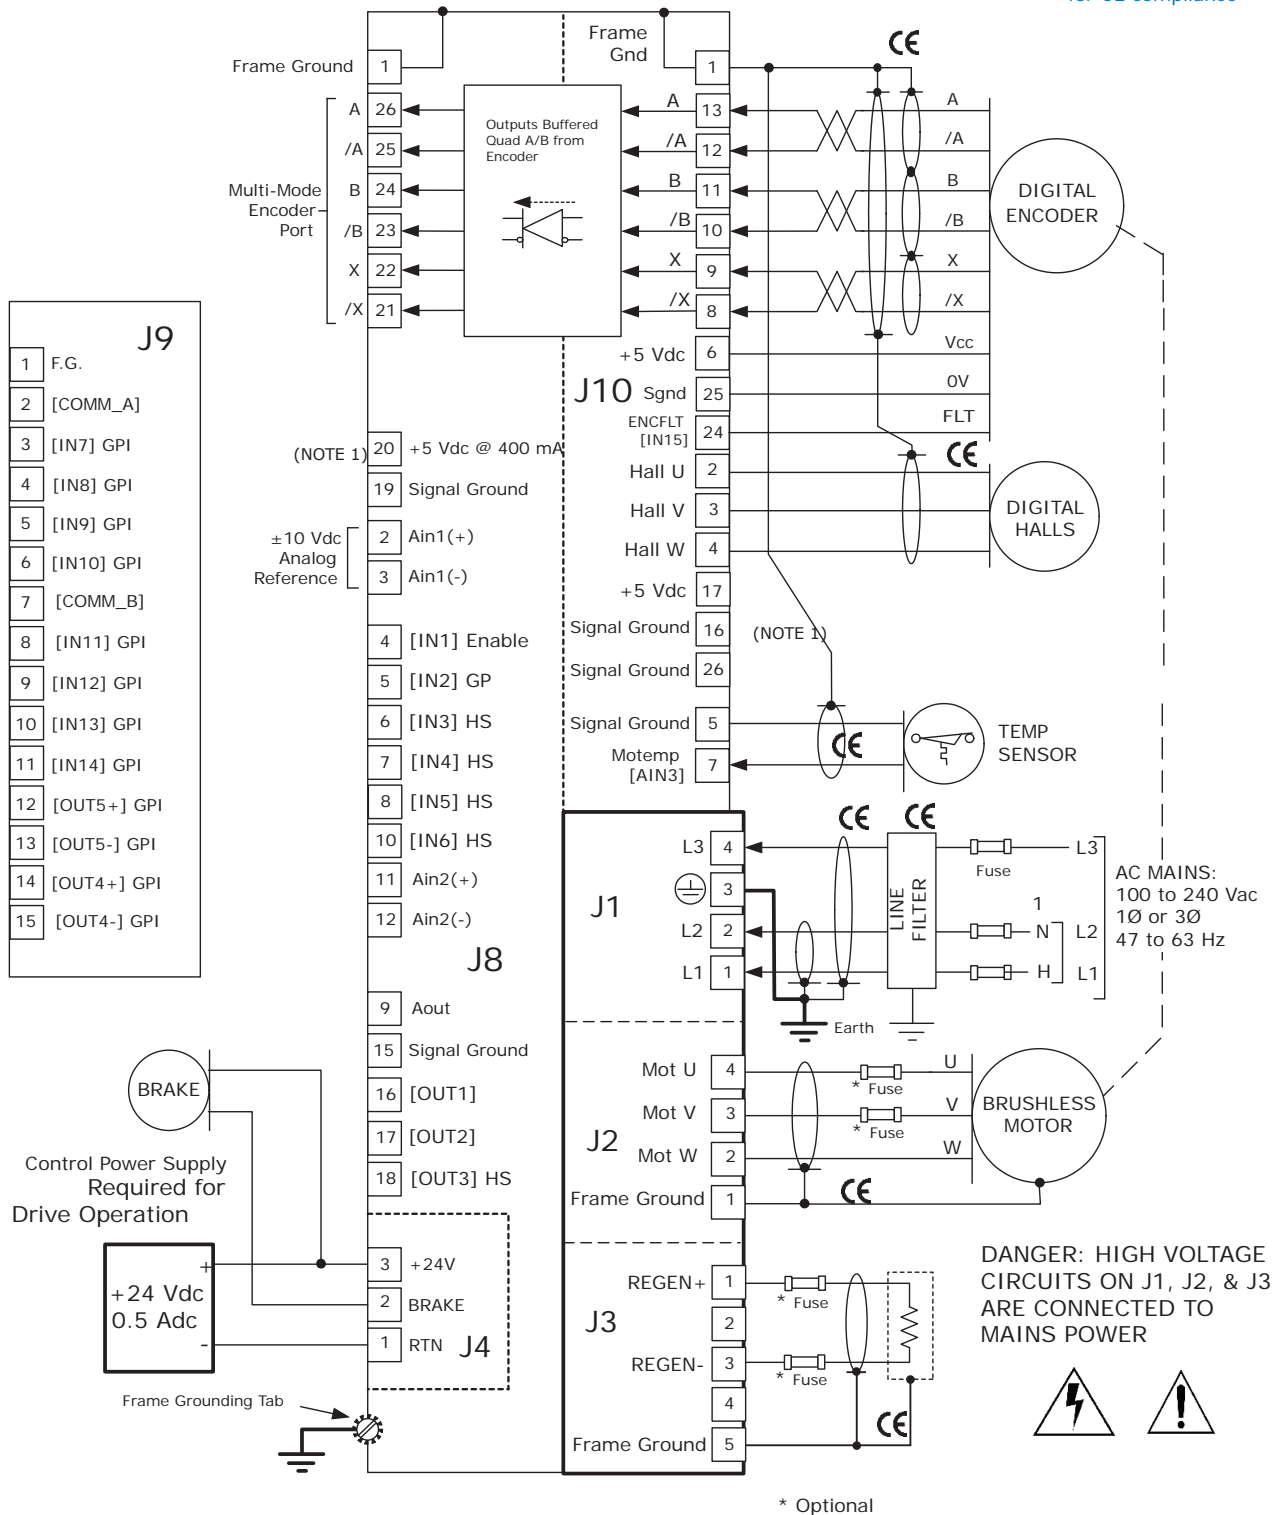 for CE compliance
Frame Ground
1
Frame
Gnd
1
Multi-Mode
Encoder
Port
A
26
/A
25
B
24
/B
23
X
22
/X
21
Outputs Buffered
Quad A/B from
Encoder
A
13
/A
12
B
11
/B
10
X
9
/X
8
A
/A
B
/B
X
/X
DIGITAL
ENCODER
J10
+5 Vdc
6
Vcc
Sgnd
25
0V
ENCFLT
[IN15]
24
FLT
Hall U
2
Hall V
3
Hall W
4
DIGITAL
HALLS
+5 Vdc
17
Signal Ground
16
(NOTE 1)
Signal Ground
26
Signal Ground
5
Motemp
[AIN3]
7
TEMP
SENSOR
J9
1 F.G.
2 [COMM_A]
3 [IN7] GPI
4 [IN8] GPI
5 [IN9] GPI
6 [IN10] GPI
7 [COMM_B]
8 [IN11] GPI
9 [IN12] GPI
10 [IN13] GPI
11 [IN14] GPI
12 [OUT5+] GPI
13 [OUT5-] GPI
14 [OUT4+] GPI
15 [OUT4-] GPI
(NOTE 1)
20 +5 Vdc @ 400 mA
19 Signal Ground
±10 Vdc
Analog
Reference
2 Ain1(+)
3 Ain1(-)
4 [IN1] Enable
5 [IN2] GP
6 [IN3] HS
7 [IN4] HS
8 [IN5] HS
10 [IN6] HS
11 Ain2(+)
12 Ain2(-)
J8
9 Aout
15 Signal Ground
16 [OUT1]
17 [OUT2]
18 [OUT3] HS
BRAKE
Control Power Supply
Required for
Drive Operation
+
+24 Vdc
0.5 Adc
-
3 +24V
2 BRAKE
1 RTN
J4
Frame Grounding Tab
J1
L3 4
3
L2 2
L1 1
Earth
LINE
FILTER
Fuse
L3
1
N
L2
H
L1
AC MAINS:
100 to 240 Vac
1Ø or 3Ø
47 to 63 Hz
J2
Mot U 4
* Fuse
U
Mot V 3
* Fuse
V
Mot W 2
W
Frame Ground 1
BRUSHLESS
MOTOR
J3
REGEN+ 1
* Fuse
2
REGEN- 3
* Fuse
4
Frame Ground 5
CE
CE
CE
CE
CE
CE
CE
DANGER: HIGH VOLTAGE
CIRCUITS ON J1, J2, & J3
ARE CONNECTED TO
MAINS POWER
* Optional